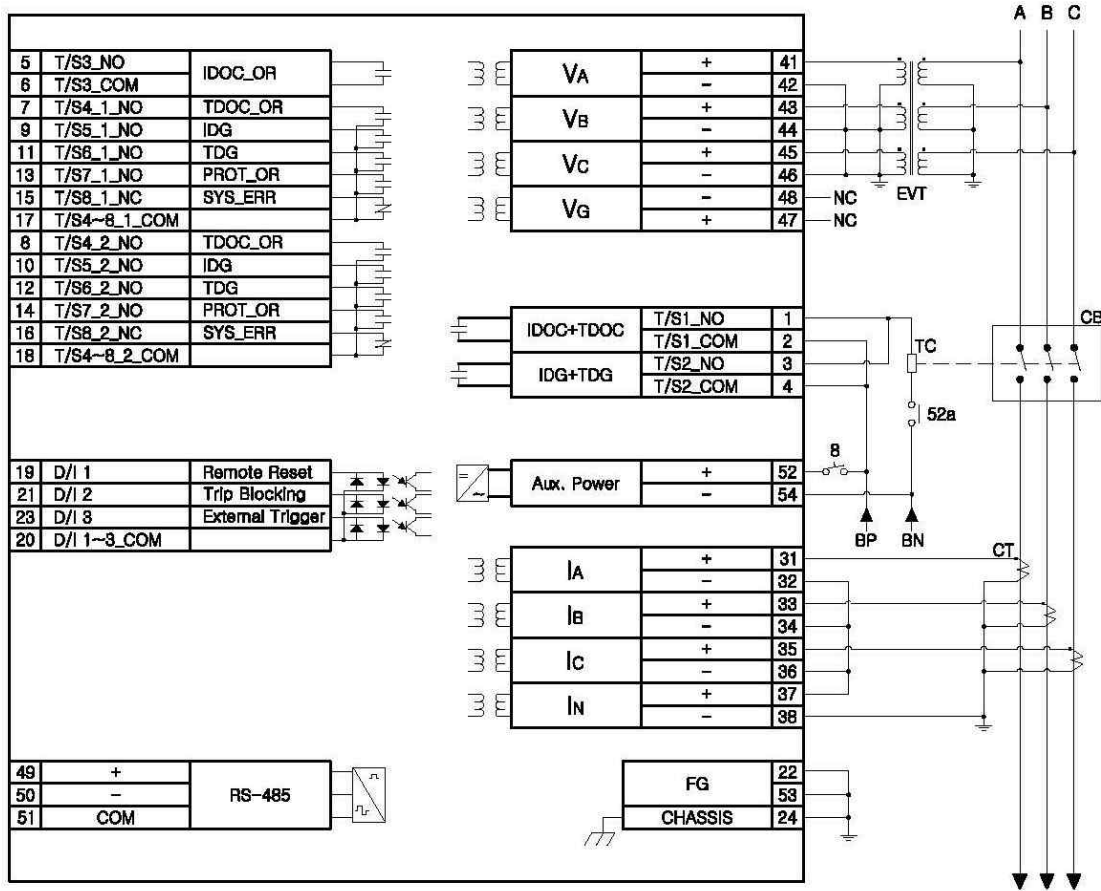 A B C
5 T/S3_NO IDOC_OR
6 T/S3_COM
7 T/S4_1_NO TDOC_OR
9 T/S5_1_NO IDG
11 T/S6_1_NO TDG
13 T/S7_1_NO PROT_OR
15 T/S8_1_NC SYS_ERR
17 T/S4~8_1_COM
8 T/S4_2_NO TDOC_OR
10 T/S5_2_NO IDG
12 T/S6_2_NO TDG
14 T/S7_2_NO PROT_OR
16 T/S8_2_NC SYS_ERR
18 T/S4~8_2_COM
VA + 41
- 42
VB + 43
- 44
VC + 45
- 46
VG - 48 NC
+ 47 NC
EVT
IDOC+TDOC T/S1_NO 1
T/S1_COM 2
IDG+TDG T/S2_NO 3
T/S2_COM 4
CB
TC
52a
19 D/I 1 Remote Reset
21 D/I 2 Trip Blocking
23 D/I 3 External Trigger
20 D/I 1~3_COM
Aux. Power + 52
- 54
8
BP BN
CT
IA + 31
- 32
IB + 33
- 34
IC + 35
- 36
IN + 37
- 38
49 + RS-485
50 -
51 COM
FG 22
53
CHASSIS 24